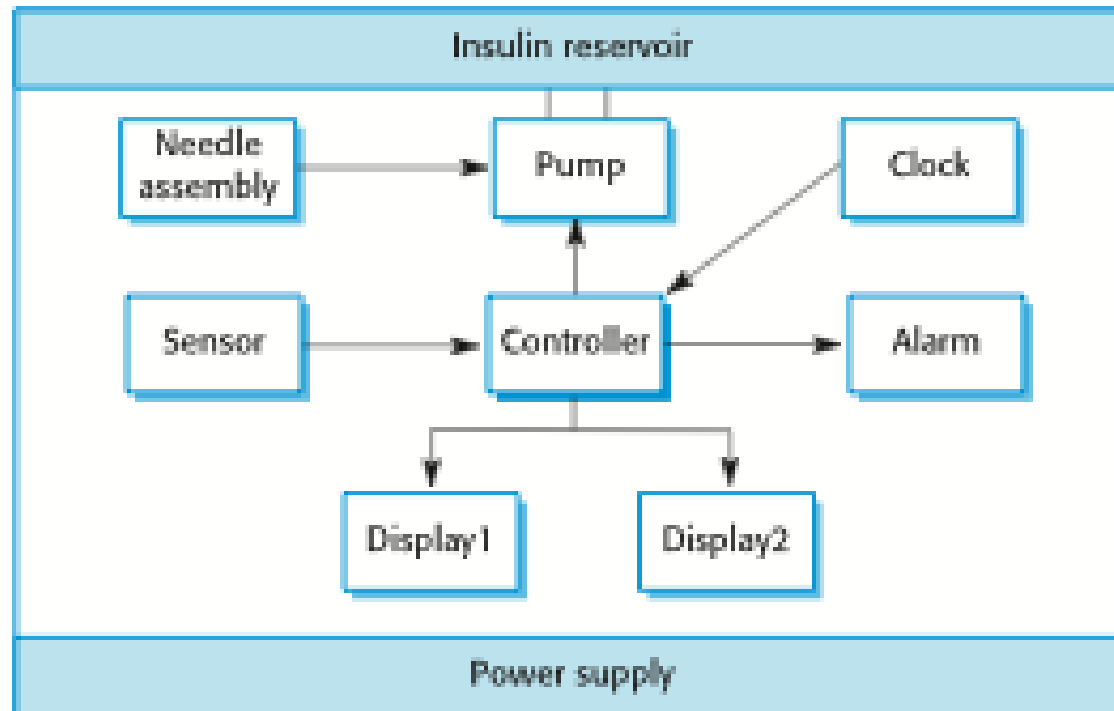 Insulin reservoir
Needle
assembly
Pump
Clock
Sensor
Controller
Alarm
Display1
Display2
Power supply